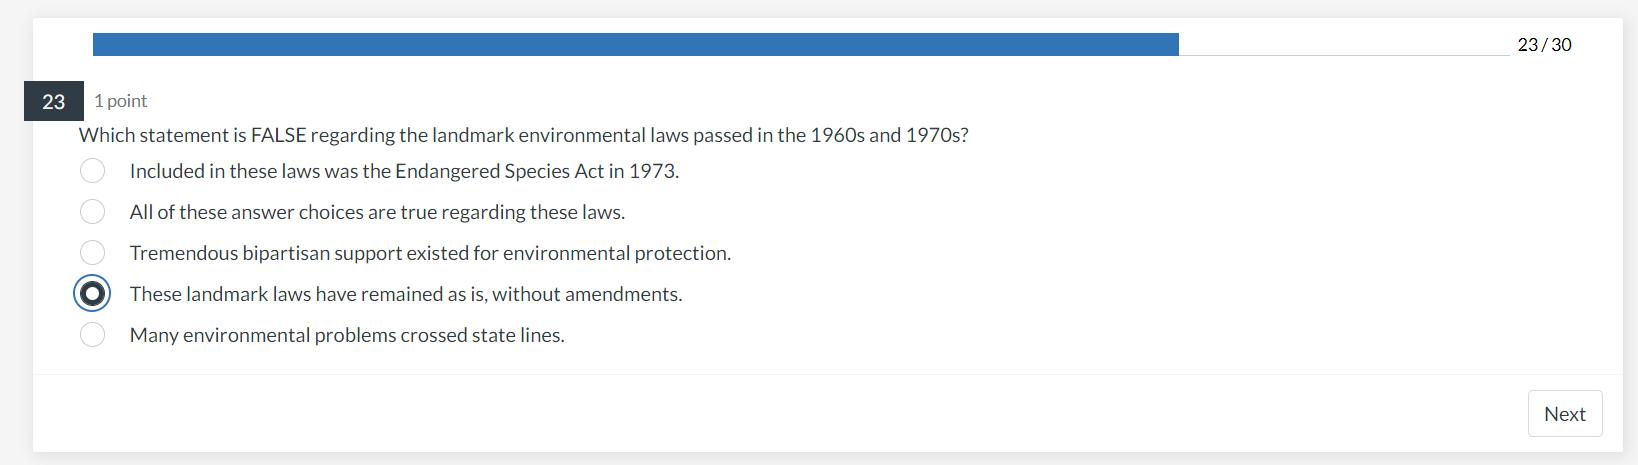 23 / 30
23
1 point
Which statement is FALSE regarding the landmark environmental laws passed in the 1960s and 1970s?
Included in these laws was the Endangered Species Act in 1973.
All of these answer choices are true regarding these laws.
Tremendous bipartisan support existed for environmental protection.
These landmark laws have remained as is, without amendments.
Many environmental problems crossed state lines.
Next